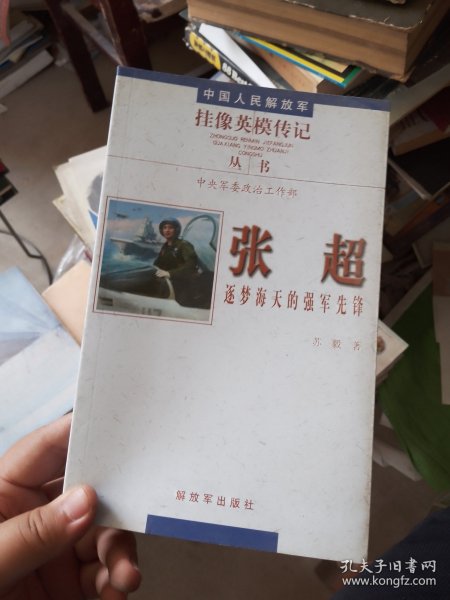 中国人民解放军
挂像英模传记
ZHONGGUO RENMIN JIEFANGJUN
GUAXIANG YINGMO ZHUANJI
CONGSHU
丛书
中央军委政治工作部
张超
逐梦海天的强军先锋
苏毅 著
解放军出版社
孔夫子旧书网
www.kongfz.com